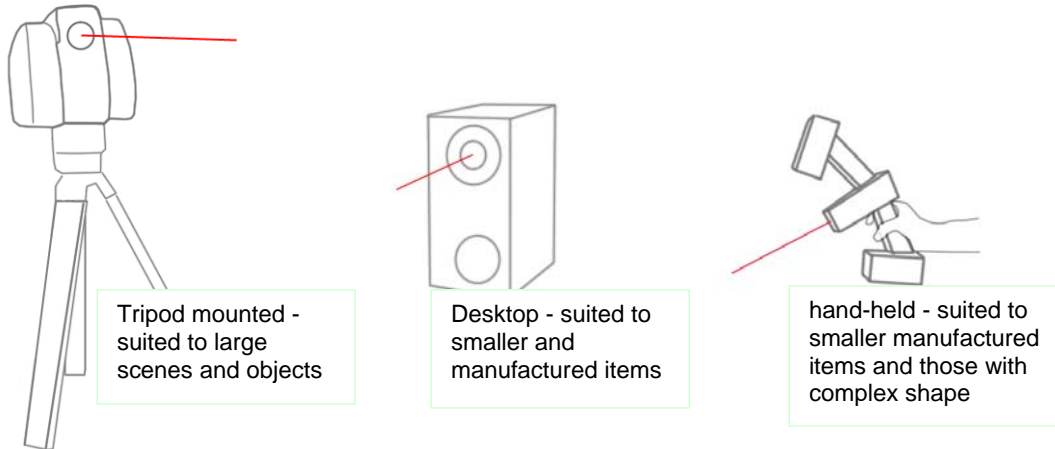 Tripod mounted -
suited to large
scenes and objects
Desktop - suited to
smaller and
manufactured items
hand-held - suited to
smaller manufactured
items and those with
complex shape